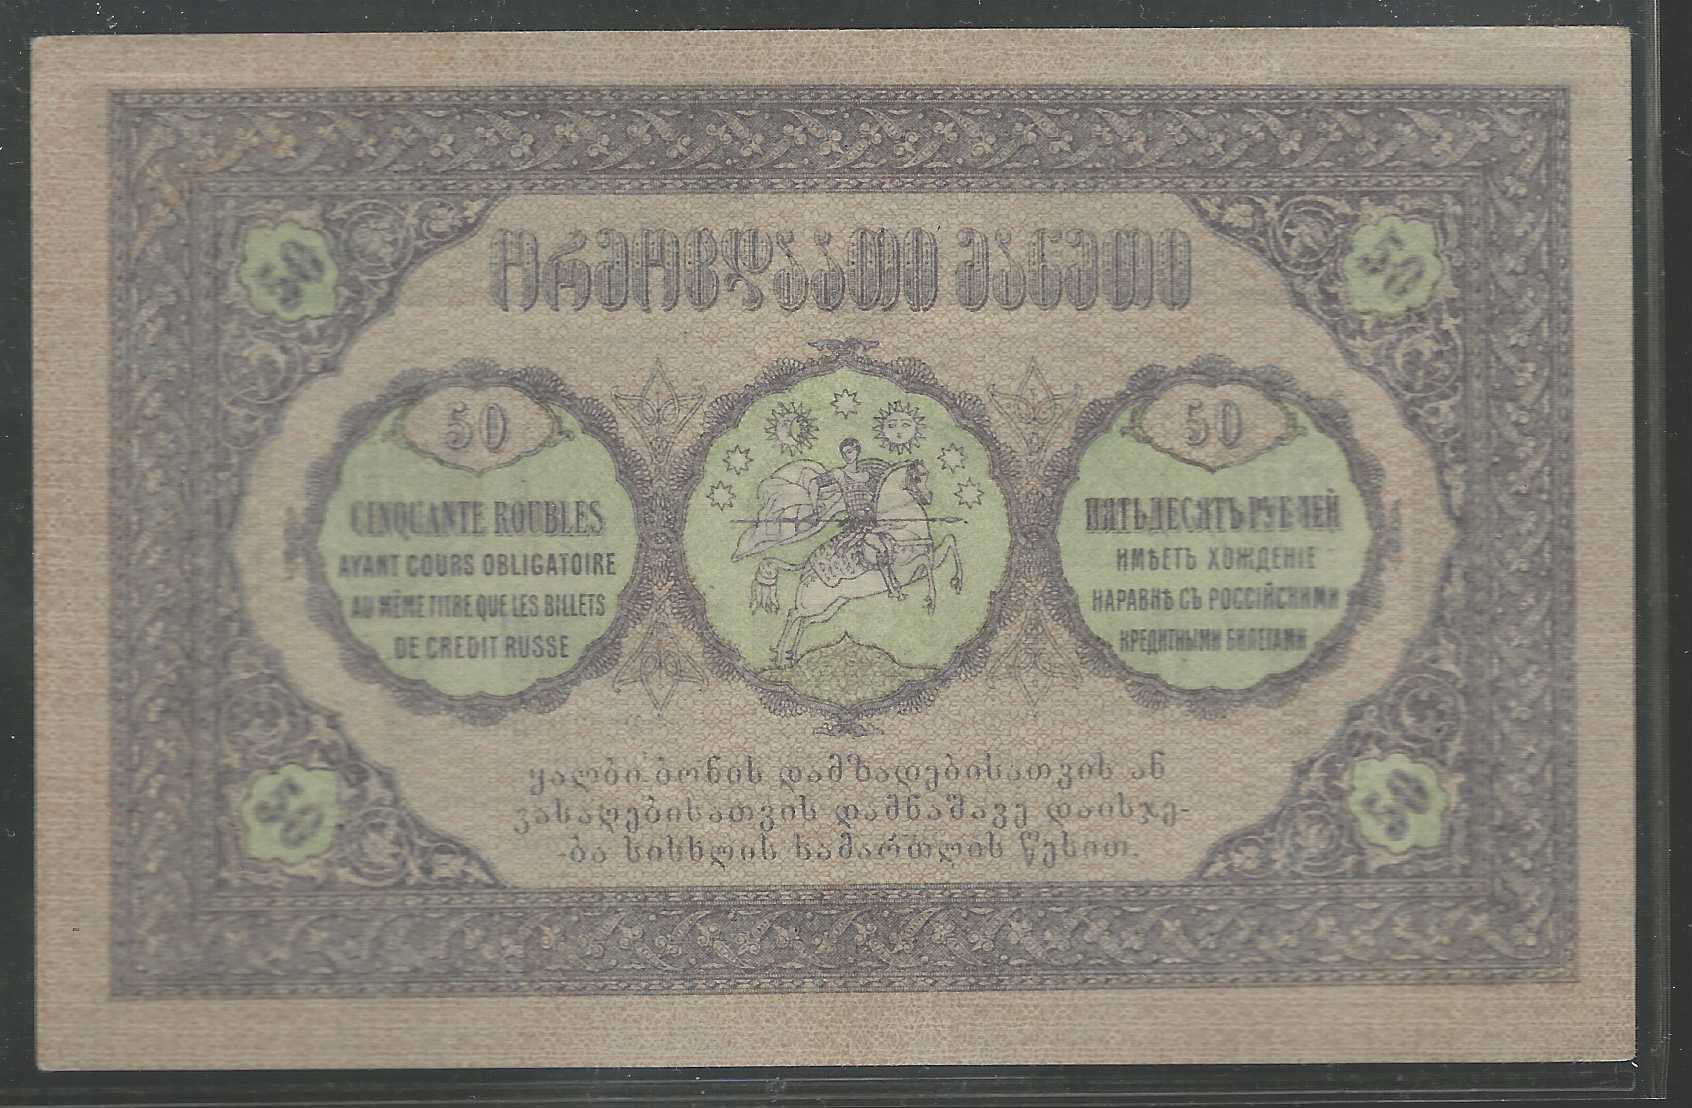 50
50
ორმოცდაათი მანეთი
50
CINQUANTE ROUBLES
AYANT COURS OBLIGATOIRE
AU MÊME TITRE QUE LES BILLETS
DE CREDIT RUSSE
50
ПЯТЬДЕСЯТЪ РУБЛЕЙ
ИМѢЕТЪ ХОЖДЕНІЕ
НАРАВНѢ СЪ РОССІЙСКИМИ
КРЕДИТНЫМИ БИЛЕТАМИ
ყალბი ბონის დამზადებისათვის ან
გასაღებისათვის დამნაშავე დაისჯე-
-ბა სისხლის სამართლის წესით.
50
50